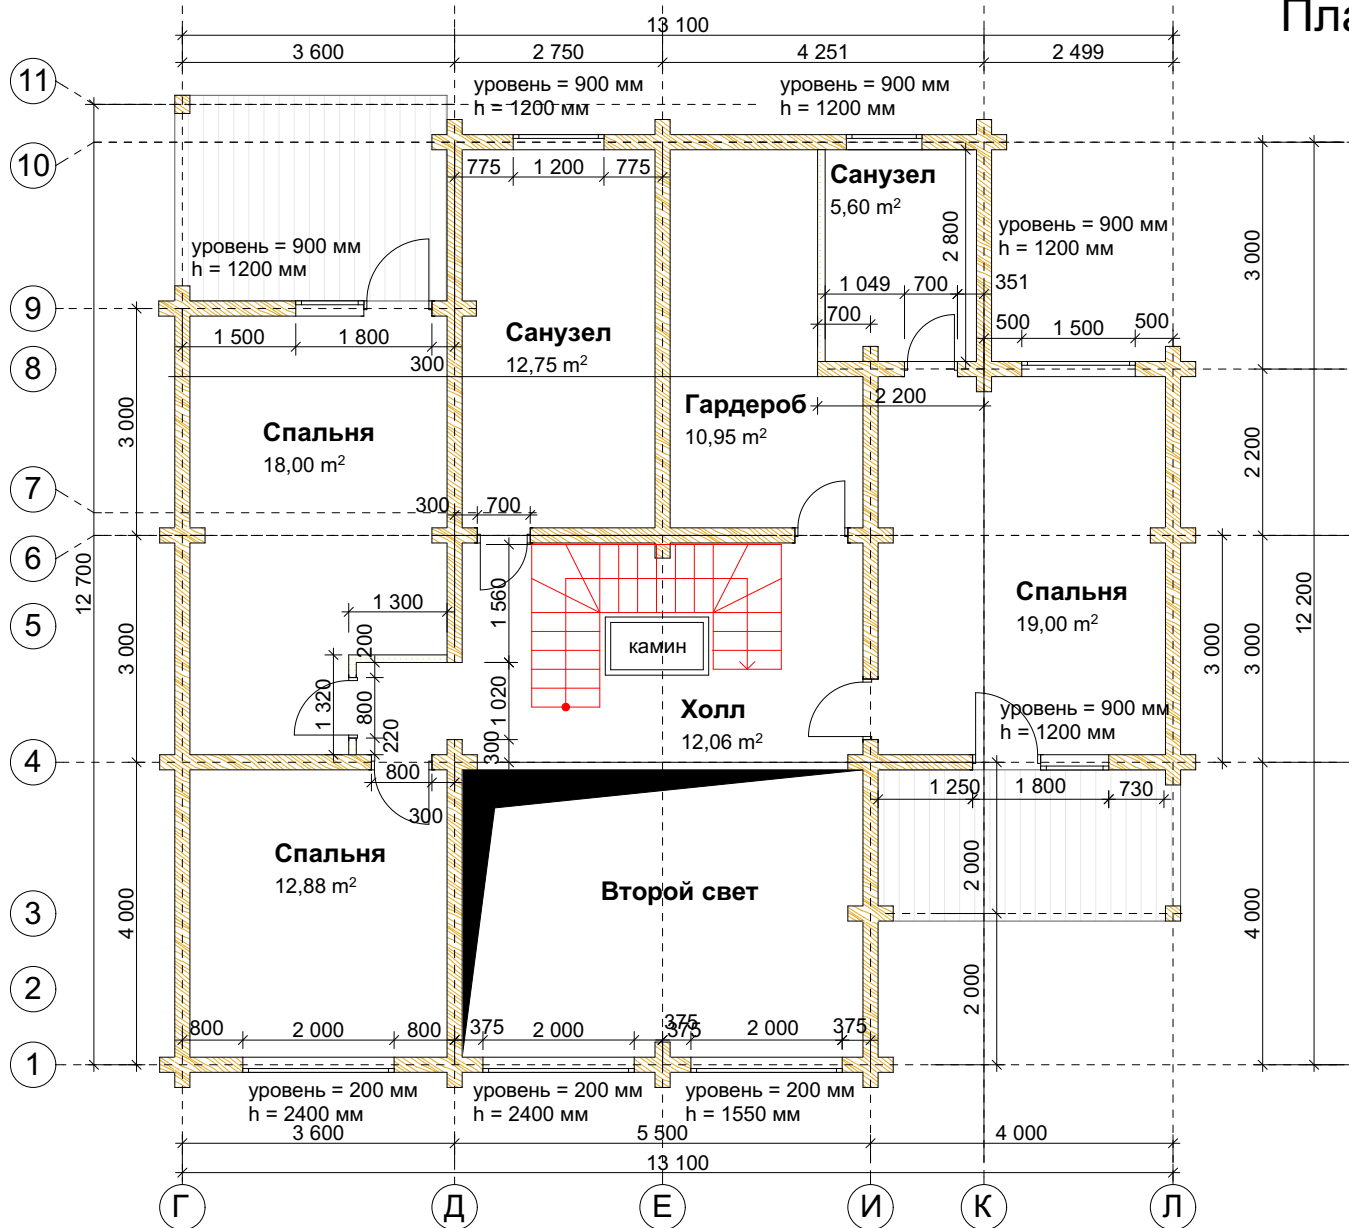 Пла
13 100
3 600
2 750
4 251
2 499
11
уровень = 900 мм
h = 1200 мм
уровень = 900 мм
h = 1200 мм
10
775
1 200
775
Санузел
5,60 m²
2 800
уровень = 900 мм
h = 1200 мм
3 000
уровень = 900 мм
h = 1200 мм
1 049
700
351
700
9
1 500
1 800
300
Санузел
12,75 m²
500
1 500
500
8
3 000
Спальня
18,00 m²
Гардероб
10,95 m²
2 200
2 200
7
300
700
6
12 700
1 560
5
1 300
200
камин
Спальня
19,00 m²
3 000
3 000
12 200
3 000
1 320
800
220
1 020
300
Холл
12,06 m²
уровень = 900 мм
h = 1200 мм
4
800
300
1 250
1 800
730
Спальня
12,88 m²
Второй свет
2 000
3
4 000
4 000
2
2 000
800
2 000
800
375
2 000
375
375
2 000
375
1
уровень = 200 мм
h = 2400 мм
уровень = 200 мм
h = 2400 мм
уровень = 200 мм
h = 1550 мм
3 600
5 500
4 000
13 100
Г
Д
Е
И
К
Л